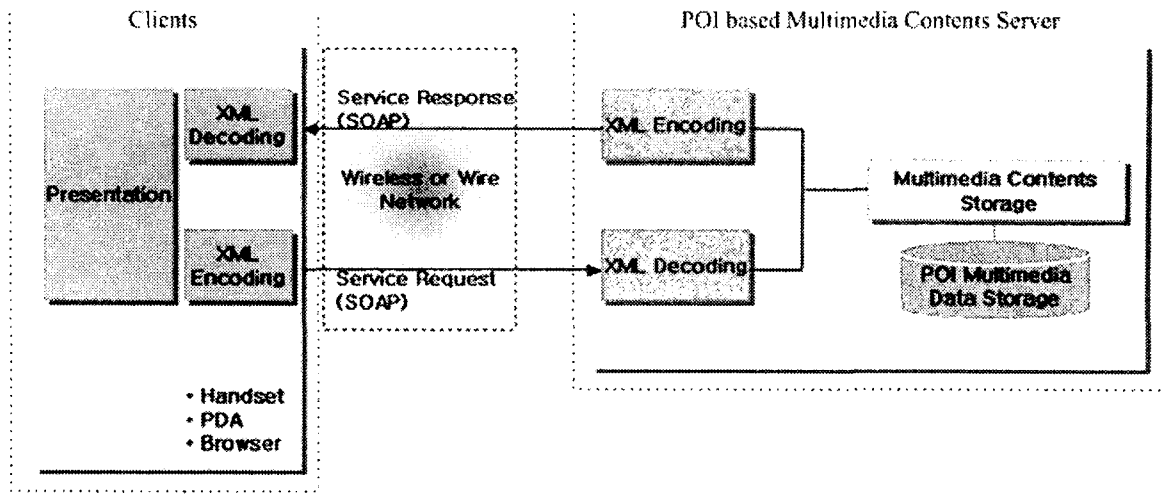 Clients
POI based Multimedia Contents Server
Presentation
XML
Decoding
XML
Encoding
Service Response
(SOAP)
Wireless or Wire
Network
Service Request
(SOAP)
XML Encoding
XML Decoding
Multimedia Contents
Storage
POI Multimedia
Data Storage
• Handset
• PDA
• Browser